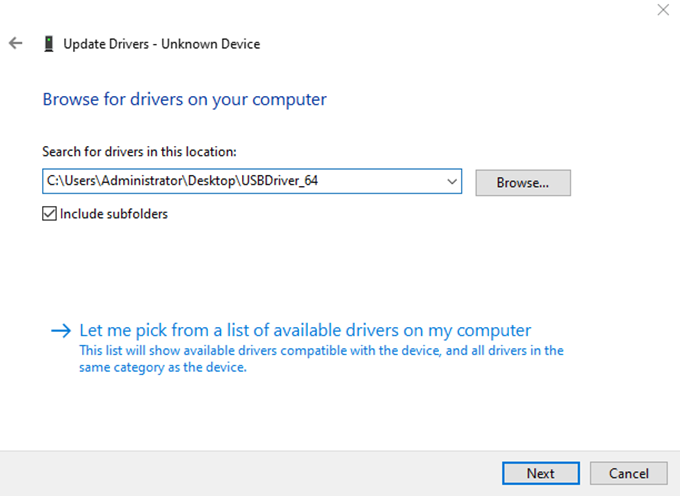 Update Drivers - Unknown Device
Browse for drivers on your computer
Search for drivers in this location:
C:\Users\Administrator\Desktop\USBDriver_64
Browse...
Include subfolders
Let me pick from a list of available drivers on my computer
This list will show available drivers compatible with the device, and all drivers in the
same category as the device.
Next
Cancel